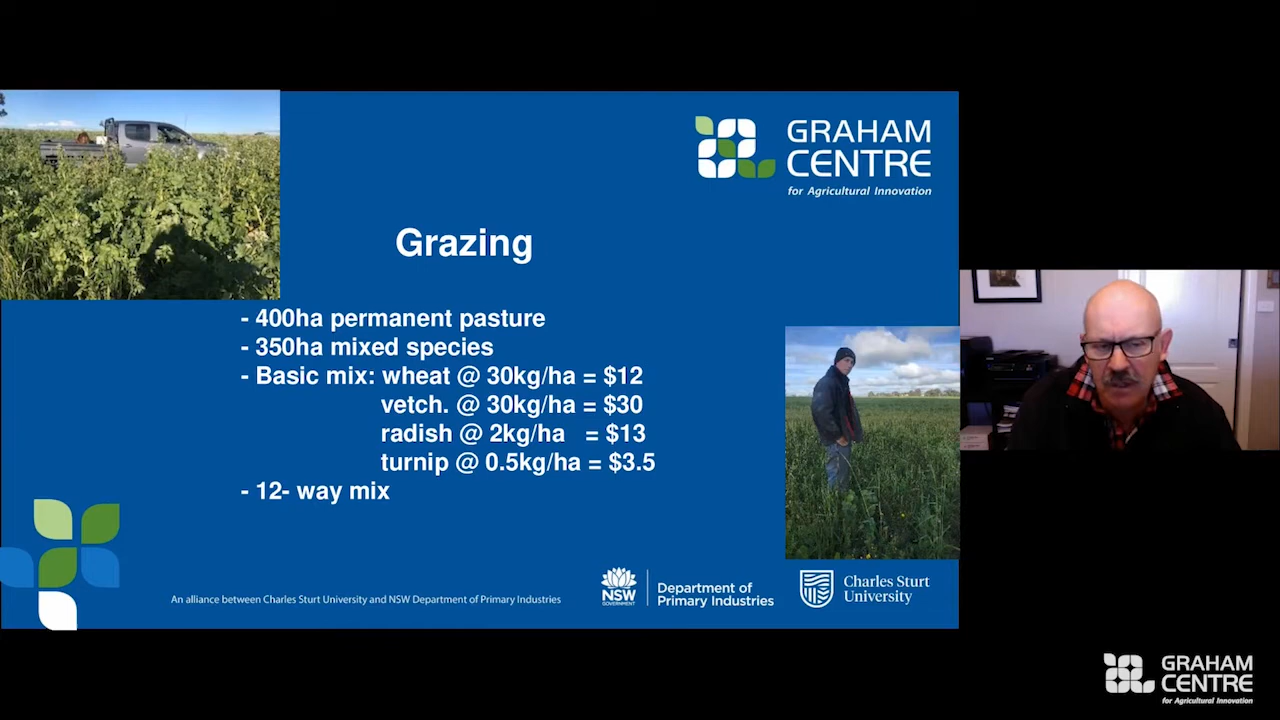 GRAHAM
CENTRE
for Agricultural Innovation
Grazing
- 400ha permanent pasture
- 350ha mixed species
- Basic mix: wheat @ 30kg/ha = $12
vetch. @ 30kg/ha = $30
radish @ 2kg/ha = $13
turnip @ 0.5kg/ha = $3.5
- 12- way mix
An alliance between Charles Sturt University and NSW Department of Primary Industries
NSW
GOVERNMENT
Department of
Primary Industries
Charles Sturt
University
GRAHAM
CENTRE
for Agricultural Innovation